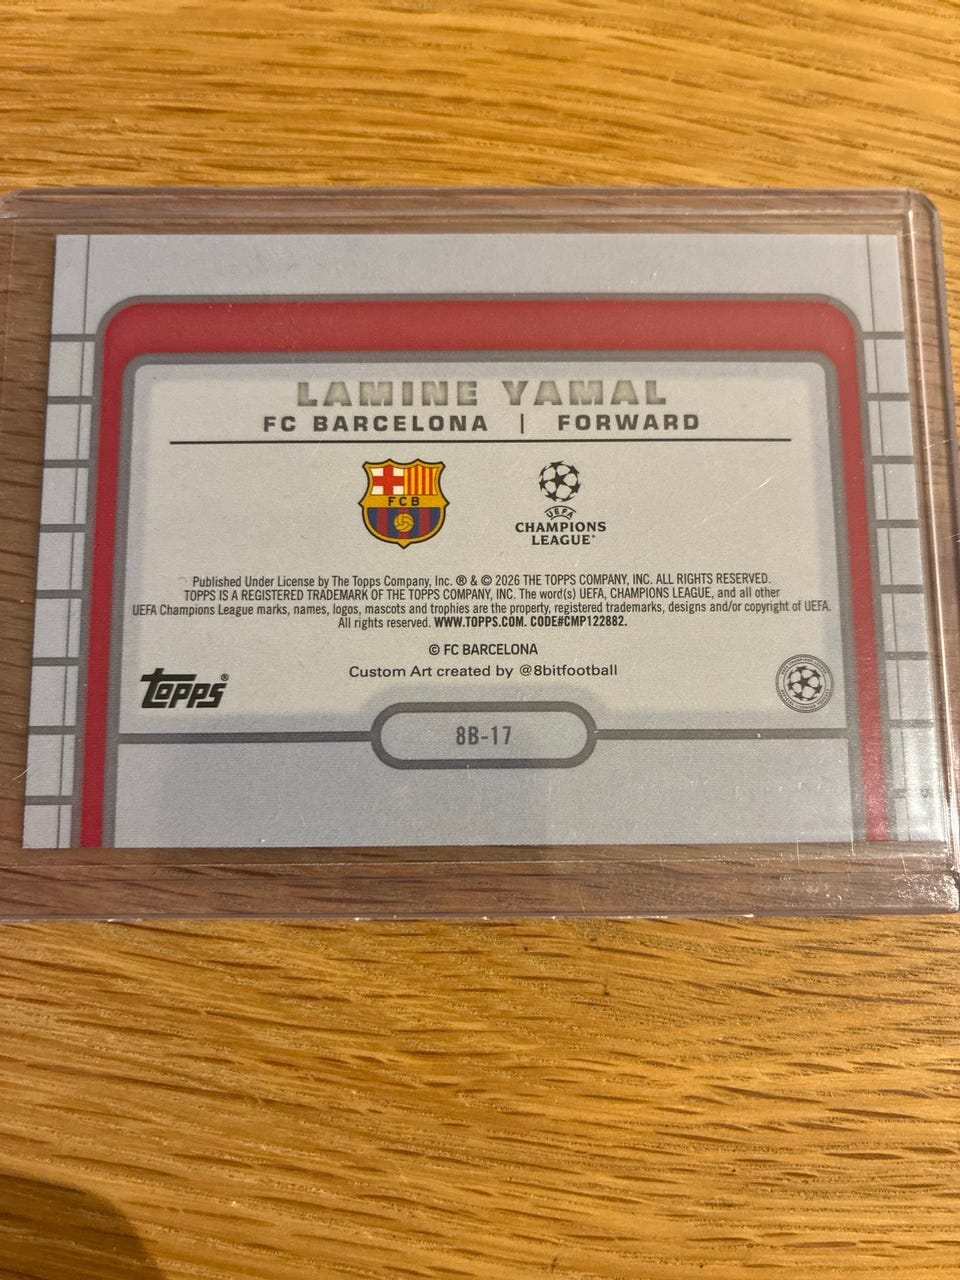 LAMINE YAMAL
FC BARCELONA | FORWARD
FCB
UEFA
CHAMPIONS
LEAGUE®
Published Under License by The Topps Company, Inc. ® & © 2026 THE TOPPS COMPANY, INC. ALL RIGHTS RESERVED.
TOPPS IS A REGISTERED TRADEMARK OF THE TOPPS COMPANY, INC. The word(s) UEFA, CHAMPIONS LEAGUE, and all other
UEFA Champions League marks, names, logos, mascots and trophies are the property, registered trademarks, designs and/or copyright of UEFA.
All rights reserved. WWW.TOPPS.COM. CODE#CMP122882.
© FC BARCELONA
Custom Art created by @8bitfootball
Topps®
8B-17